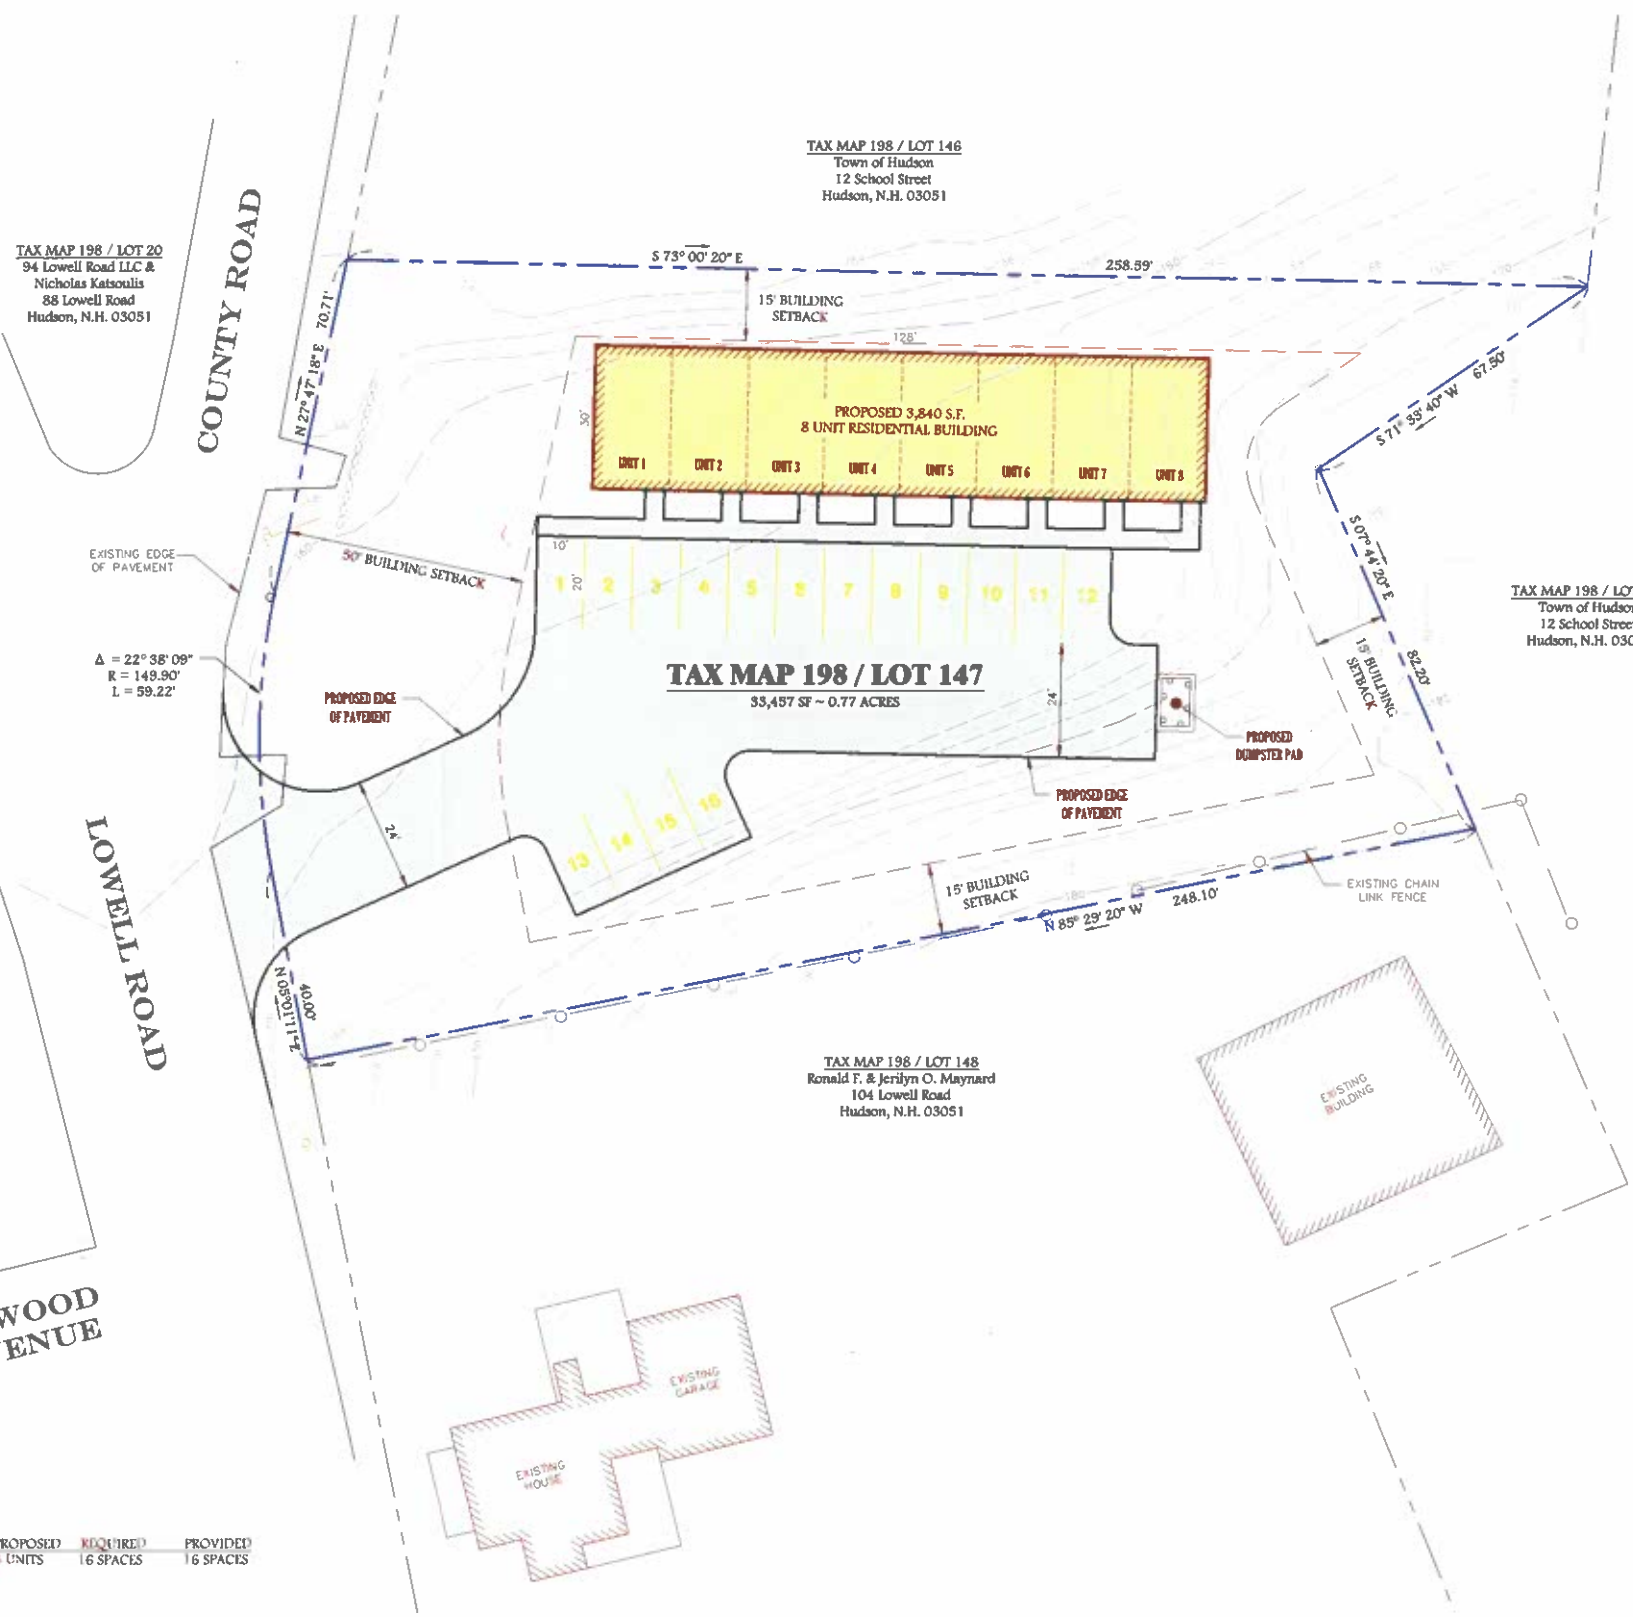 TAX MAP 198 / LOT 146
Town of Hudson
12 School Street
Hudson, N.H. 03051
TAX MAP 198 / LOT 20
94 Lowell Road LLC &
Nicholas Katsoulis
88 Lowell Road
Hudson, N.H. 03051
COUNTY ROAD
S 73° 00' 20" E
258.59'
N 27° 47' 18" E 70.71'
15' BUILDING
SETBACK
128'
30'
PROPOSED 3,840 S.F.
8 UNIT RESIDENTIAL BUILDING
UNIT 1
UNIT 2
UNIT 3
UNIT 4
UNIT 5
UNIT 6
UNIT 7
UNIT 8
S 71° 33' 40" W
67.50'
S 07° 44' 20" E
82.20'
EXISTING EDGE
OF PAVEMENT
50' BUILDING SETBACK
10'
20'
1
2
3
4
5
6
7
8
9
10
11
12
TAX MAP 198 / LOT 147
33,457 SF ~ 0.77 ACRES
TAX MAP 198 / LO
Town of Hudso
12 School Stree
Hudson, N.H. 030
15' BUILDING
SETBACK
Δ = 22° 38' 09"
R = 149.90'
L = 59.22'
PROPOSED EDGE
OF PAVEMENT
24'
PROPOSED
DUMPSTER PAD
PROPOSED EDGE
OF PAVEMENT
24'
13
14
15
16
LOWELL ROAD
15' BUILDING
SETBACK
180
N 85° 29' 20" W
248.10'
EXISTING CHAIN
LINK FENCE
N 05°01'11" E
40.00'
TAX MAP 198 / LOT 148
Ronald F. & Jerilyn O. Maynard
104 Lowell Road
Hudson, N.H. 03051
EXISTING
BUILDING
WOOD
VENUE
EXISTING
GARAGE
EXISTING
HOUSE
ROPOSED REQUIRED PROVIDED
UNITS 16 SPACES 16 SPACES